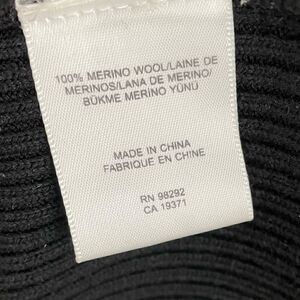 100% MERINO WOOL/LAINE DE
MERINOS/LANA DE MERINO/
BÜKME MERINO YÜNÜ
MADE IN CHINA
FABRIQUE EN CHINE
RN 98292
CA 19371